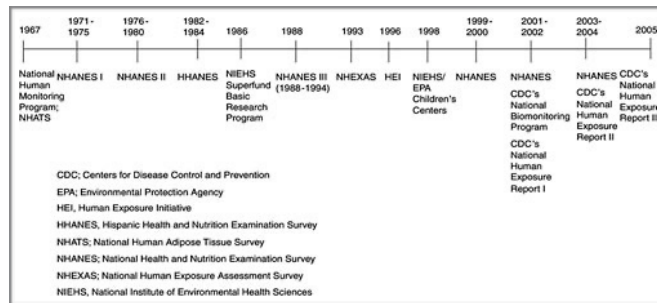 1967
1971-
1975
1976-
1980
1982-
1984
1986
1988
1993
1996
1998
1999-
2000
2001-
2002
2003-
2004
2005
National
Human
Monitoring
Program;
NHATS
NHANES I
NHANES II
HHANES
NIEHS
Superfund
Basic
Research
Program
NHANES III
(1988-1994)
NHEXAS
HEI
NIEHS/
EPA
Children's
Centers
NHANES
NHANES
CDC's
National
Biomonitoring
Program
CDC's
National
Human
Exposure
Report I
NHANES
CDC's
National
Human
Exposure
Report II
CDC's
National
Human
Exposure
Report II
CDC; Centers for Disease Control and Prevention
EPA; Environmental Protection Agency
HEI, Human Exposure Initiative
HHANES, Hispanic Health and Nutrition Examination Survey
NHATS; National Human Adipose Tissue Survey
NHANES; National Health and Nutrition Examination Survey
NHEXAS; National Human Exposure Assessment Survey
NIEHS, National Institute of Environmental Health Sciences